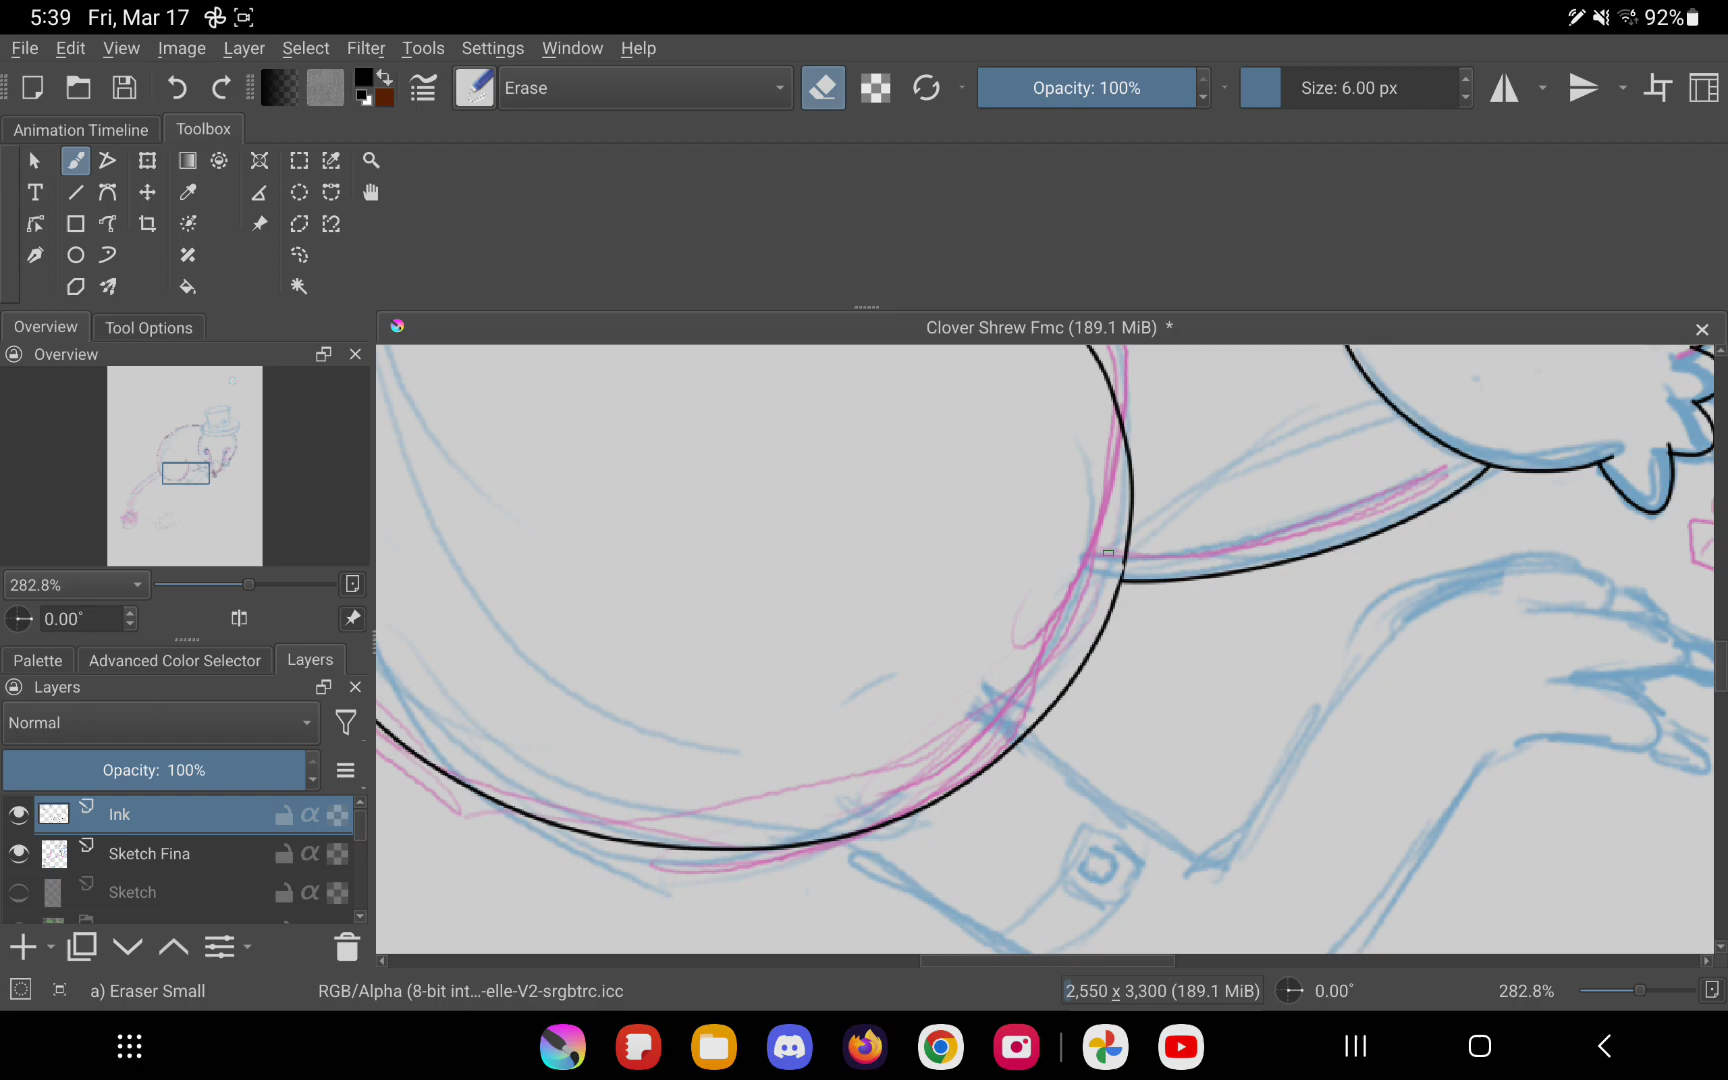 5:39 Fri, Mar 17 92%
File Edit View Image Layer Select Filter Tools Settings Window Help
Erase Opacity: 100% Size: 6.00 px
Animation Timeline Toolbox
Overview Tool Options
Clover Shrew Fmc (189.1 MiB) *
Overview
282.8%
0.00°
Palette Advanced Color Selector Layers
Layers
Normal
Opacity: 100%
Ink
Sketch Fina
Sketch
a) Eraser Small RGB/Alpha (8-bit int...-elle-V2-srgbtrc.icc 2,550 x 3,300 (189.1 MiB) 0.00° 282.8%